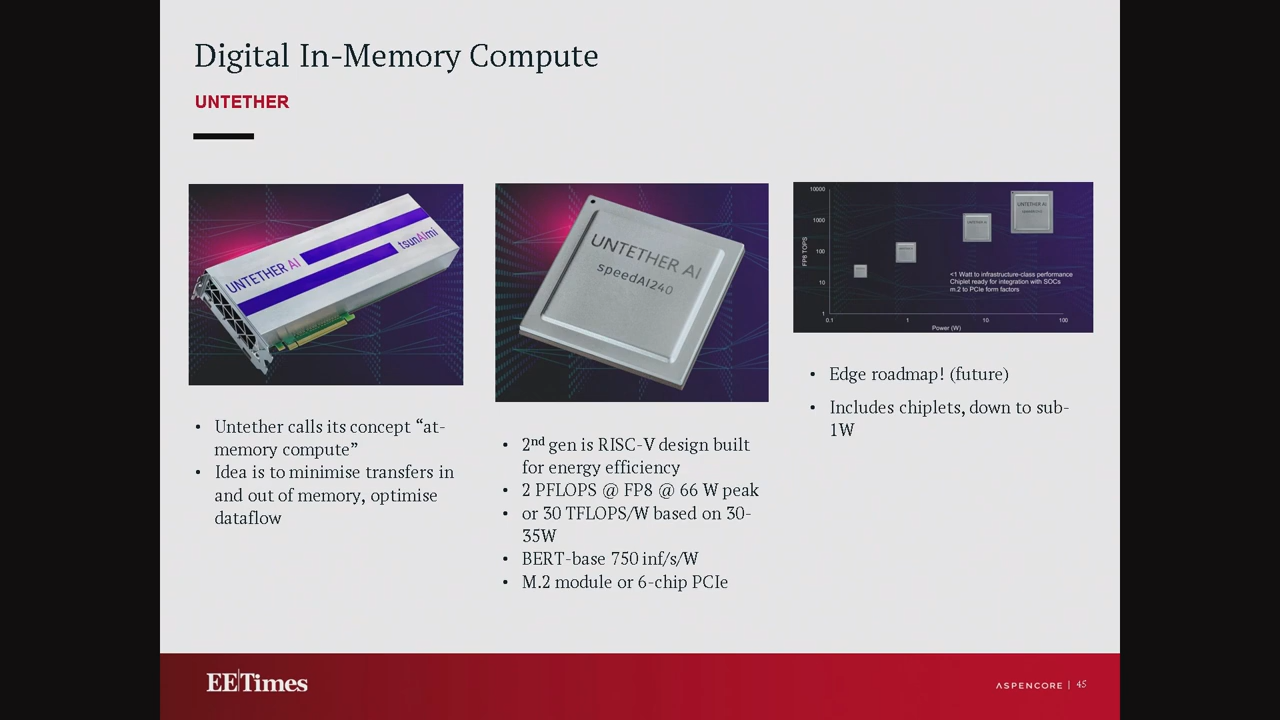 Digital In-Memory Compute
UNTETHER
UNTETHER AI
tsunAImi
• Untether calls its concept “at-
memory compute”
• Idea is to minimise transfers in
and out of memory, optimise
dataflow
UNTETHER AI
speedAI240
• 2nd gen is RISC-V design built
for energy efficiency
• 2 PFLOPS @ FP8 @ 66 W peak
• or 30 TFLOPS/W based on 30-
35W
• BERT-base 750 inf/s/W
• M.2 module or 6-chip PCIe
10000
1000
100
10
1
FP8 TOPS
UNTETHER AI
<1 Watt to infrastructure-class performance
Chiplet ready for integration with SOCs
m.2 to PCIe form factors
0.1 1 10 100
Power (W)
• Edge roadmap! (future)
• Includes chiplets, down to sub-
1W
EE Times
ASPENCORE | 45